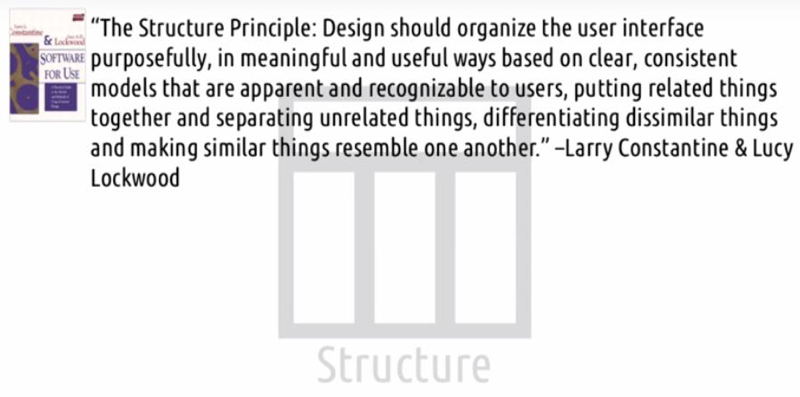 Constantine
& Lockwood
SOFTWARE
FOR USE
“The Structure Principle: Design should organize the user interface
purposefully, in meaningful and useful ways based on clear, consistent
models that are apparent and recognizable to users, putting related things
together and separating unrelated things, differentiating dissimilar things
and making similar things resemble one another.” –Larry Constantine & Lucy
Lockwood
Structure